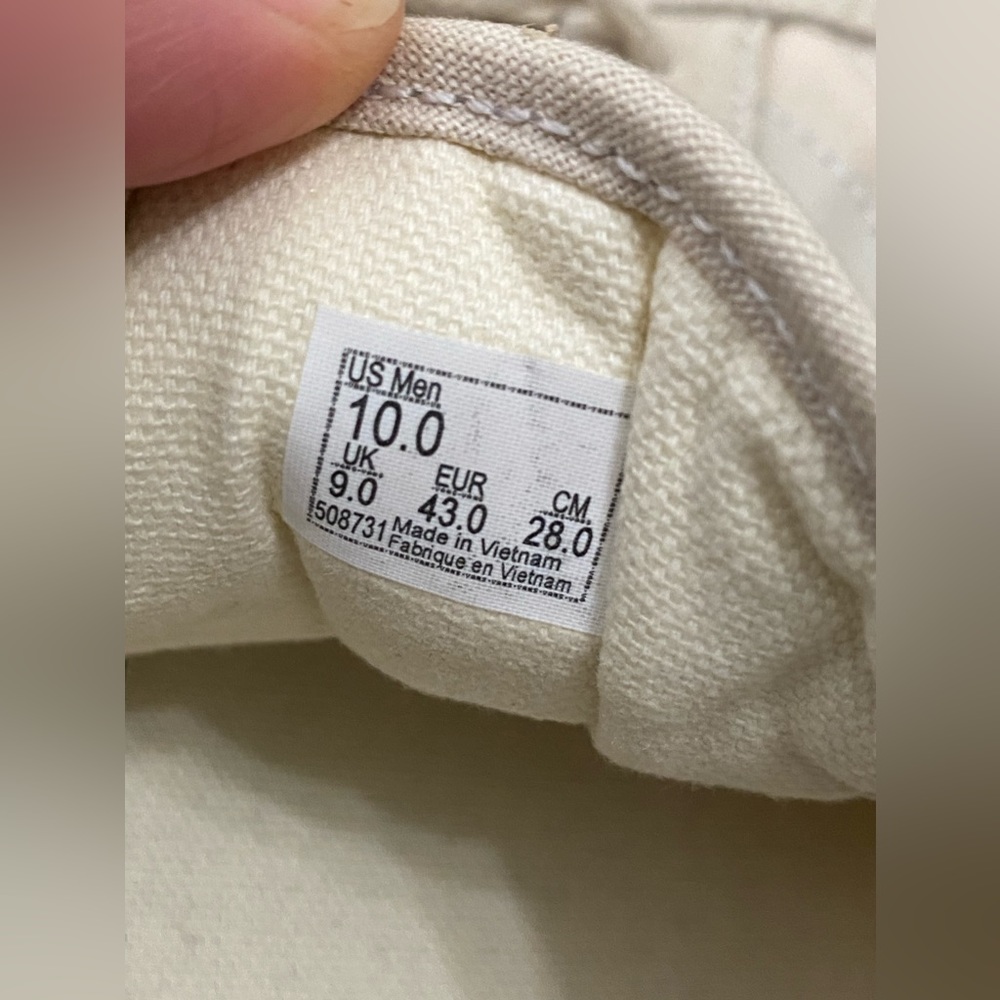 US Men
10.0
UK EUR CM
9.0 43.0 28.0
508731 Made in Vietnam
Fabrique en Vietnam